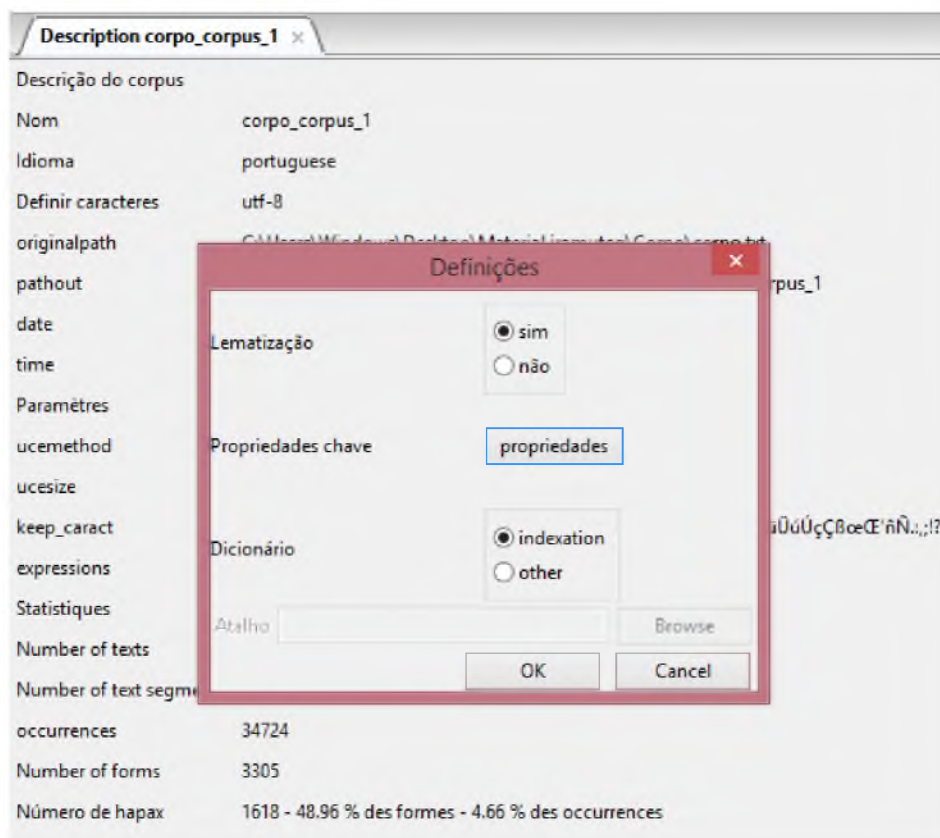 Description corpo_corpus_1
Descrição do corpus
Nom corpo_corpus_1
Idioma portuguese
Definir caracteres utf-8
originalpath
pathout rpus_1
date
time
Paramètres
ucemethod
ucesize
keep_caract ÜúÚçÇßœŒ'ñÑ.:,;!?
expressions
Statistiques
Number of texts
Number of text segme
occurrences 34724
Number of forms 3305
Número de hapax 1618 - 48.96 % des formes - 4.66 % des occurrences
Definições
Lematização
sim
não
Propriedades chave propriedades
Dicionário
indexation
other
Atalho Browse
OK Cancel